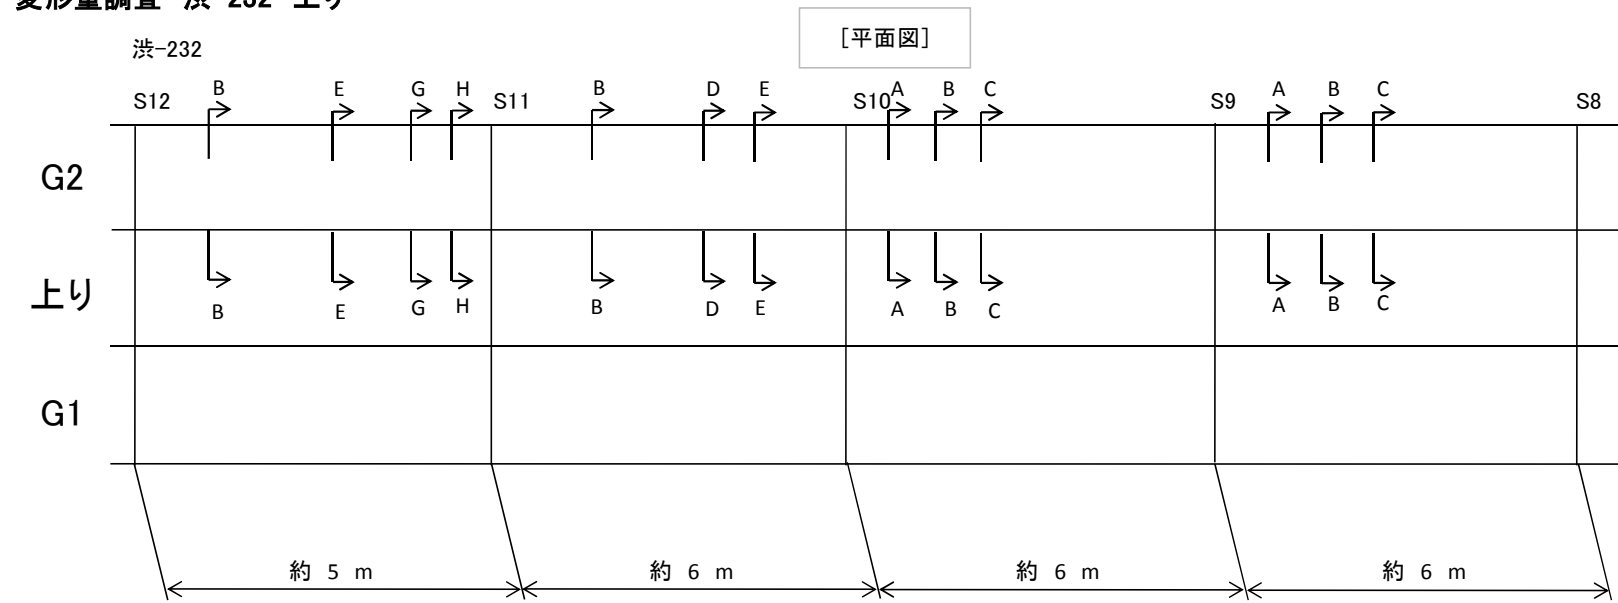 変形量調査 渋-232 上り
[平面図]
渋-232
S12 B E G H S11 B D E S10 A B C S9 A B C S8
G2
上り
B E G H B D E A B C A B C
G1
約 5 m 約 6 m 約 6 m 約 6 m